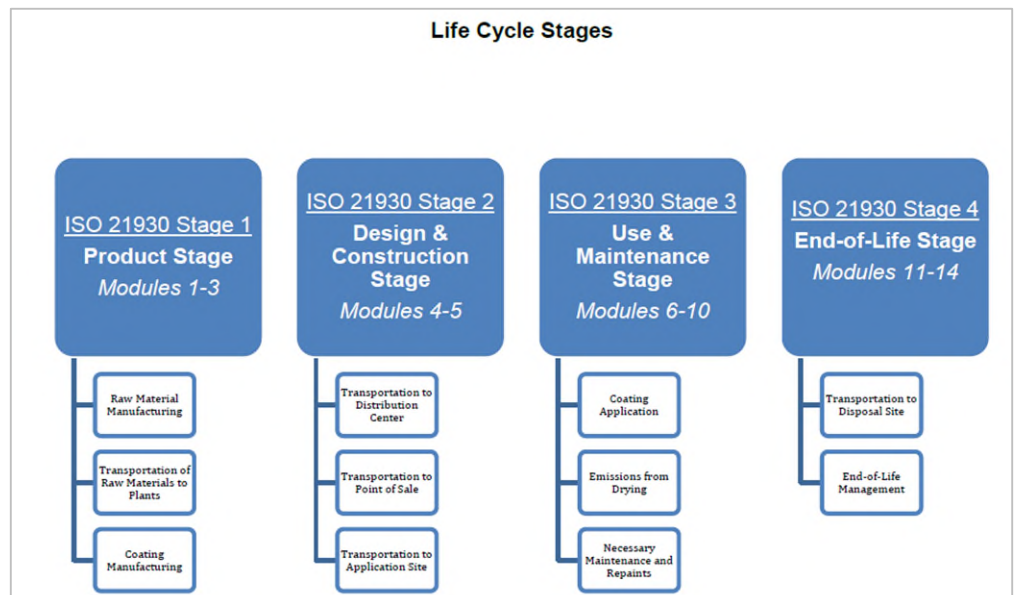 Life Cycle Stages
ISO 21930 Stage 1
Product Stage
Modules 1-3
Raw Material
Manufacturing
Transportation of
Raw Materials to
Plants
Coating
Manufacturing
ISO 21930 Stage 2
Design &
Construction
Stage
Modules 4-5
Transportation to
Distribution
Center
Transportation to
Point of Sale
Transportation to
Application Site
ISO 21930 Stage 3
Use &
Maintenance
Stage
Modules 6-10
Coating
Application
Emissions from
Drying
Necessary
Maintenance and
Repaints
ISO 21930 Stage 4
End-of-Life Stage
Modules 11-14
Transportation to
Disposal Site
End-of-Life
Management